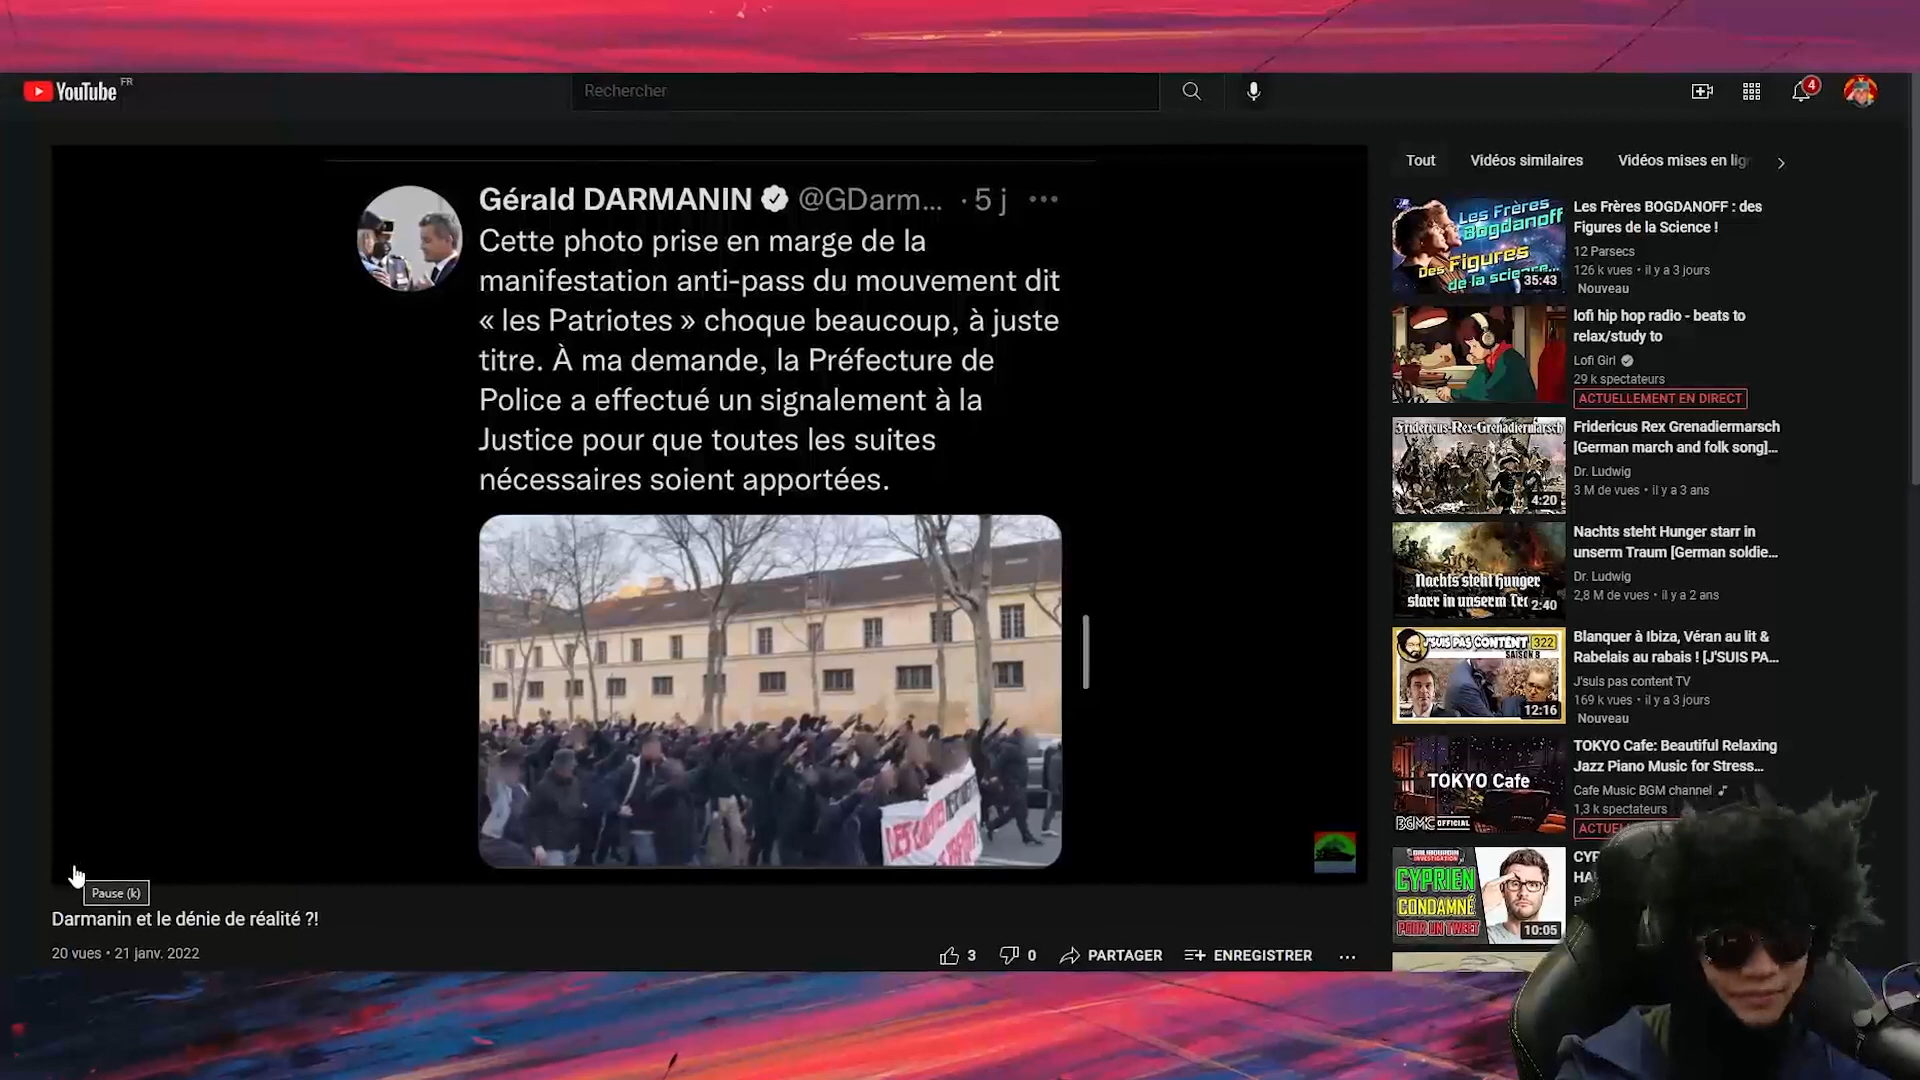 YouTube FR
Rechercher
4
Gérald DARMANIN @GDarm... · 5 j ...
Cette photo prise en marge de la
manifestation anti-pass du mouvement dit
« les Patriotes » choque beaucoup, à juste
titre. À ma demande, la Préfecture de
Police a effectué un signalement à la
Justice pour que toutes les suites
nécessaires soient apportées.
LES
Pause (k)
Darmanin et le dénie de réalité ?!
20 vues • 21 janv. 2022
3
0
PARTAGER
ENREGISTRER
...
Tout
Vidéos similaires
Vidéos mises en lig
Les Frères
Bogdanoff
Des Figures
de la science...
35:43
Les Frères BOGDANOFF : des
Figures de la Science !
12 Parsecs
126 k vues • il y a 3 jours
Nouveau
lofi hip hop radio - beats to
relax/study to
Lofi Girl
29 k spectateurs
ACTUELLEMENT EN DIRECT
Fridericus-Rex-Grenadiermarsch
4:20
Fridericus Rex Grenadiermarsch
[German march and folk song]...
Dr. Ludwig
3 M de vues • il y a 3 ans
Nachts steht Hunger
starr in unserm Tr
2:40
Nachts steht Hunger starr in
unserm Traum [German soldie...
Dr. Ludwig
2,8 M de vues • il y a 2 ans
J'SUIS PAS CONTENT 322
SAISON 8
12:16
Blanquer à Ibiza, Véran au lit &
Rabelais au rabais ! [J'SUIS PA...
J'suis pas content TV
169 k vues • il y a 3 jours
Nouveau
TOKYO Cafe
BGMC OFFICIAL
TOKYO Cafe: Beautiful Relaxing
Jazz Piano Music for Stress...
Cafe Music BGM channel
1,3 k spectateurs
ACTUEL
INVESTIGATION
CYPRIEN
CONDAMNÉ
POUR UN TWEET
10:05
CYP
HA